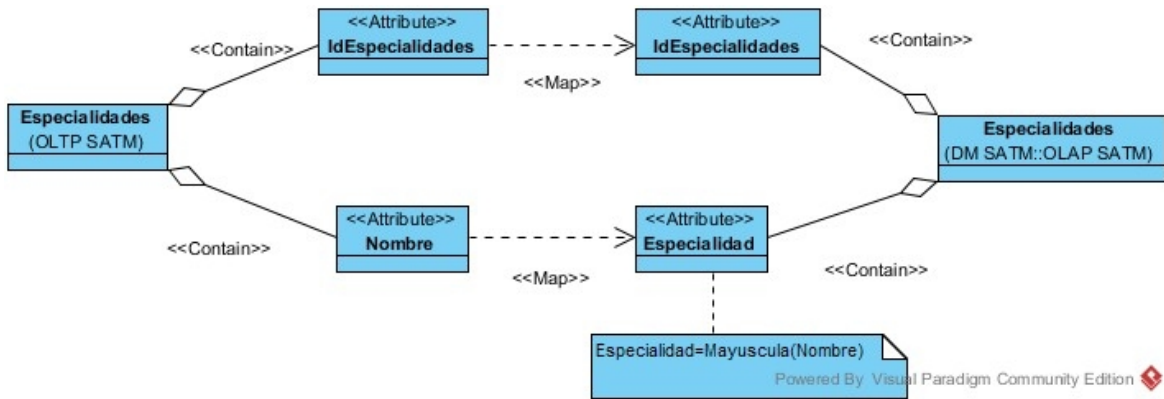 <<Attribute>>
IdEspecialidades
<<Attribute>>
IdEspecialidades
<<Contain>>
<<Contain>>
<<Map>>
Especialidades
(OLTP SATM)
Especialidades
(DM SATM::OLAP SATM)
<<Attribute>>
Nombre
<<Attribute>>
Especialidad
<<Contain>>
<<Map>>
<<Contain>>
Especialidad=Mayuscula(Nombre)
Powered By Visual Paradigm Community Edition